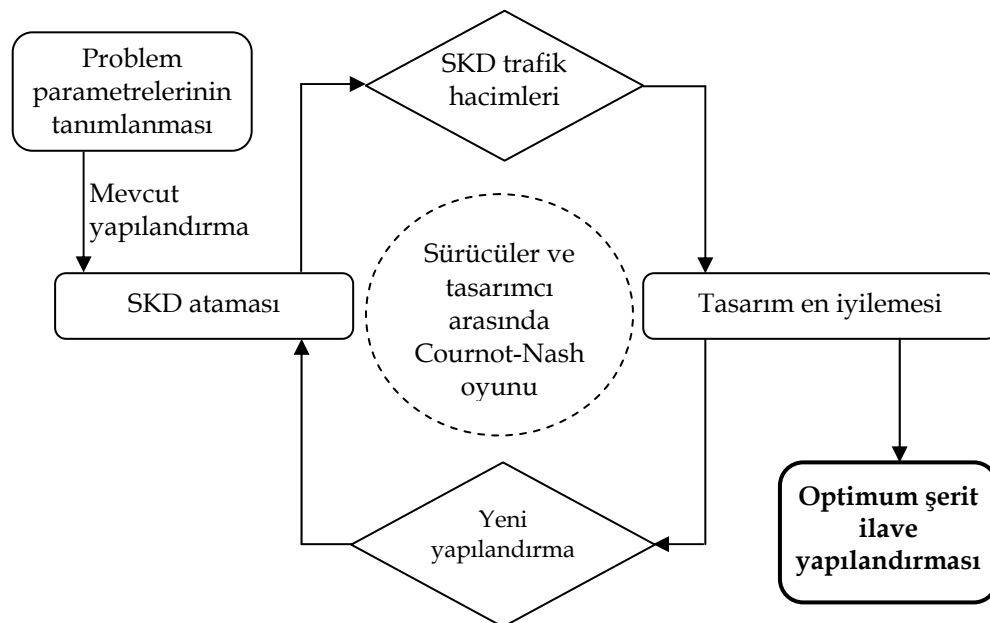 Problem
parametrelerinin
tanımlanması
SKD trafik
hacimleri
Mevcut
yapılandırma
SKD ataması
Sürücüler ve
tasarımcı
arasında
Cournot-Nash
oyunu
Tasarım en iyilemesi
Yeni
yapılandırma
Optimum şerit
ilave
yapılandırması